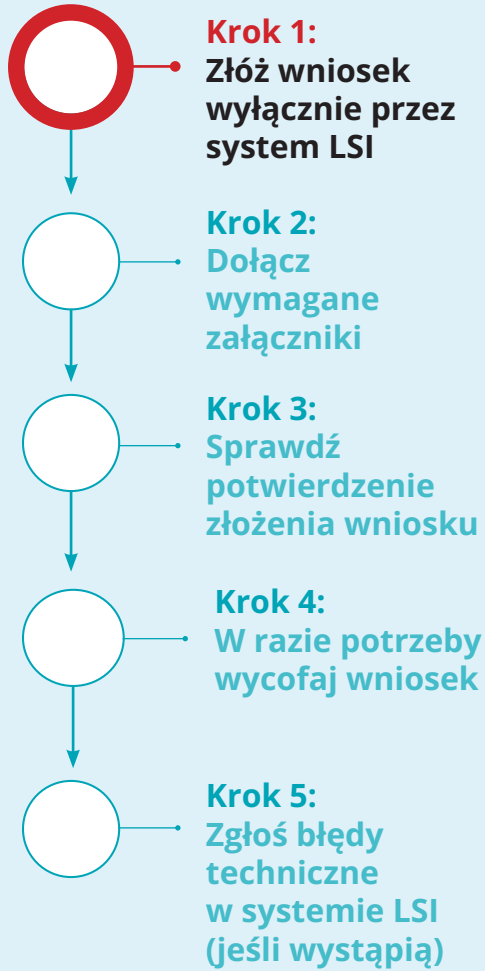 Krok 1:
Złóż wniosek
wyłącznie przez
system LSI
Krok 2:
Dołącz
wymagane
załączniki
Krok 3:
Sprawdź
potwierdzenie
złożenia wniosku
Krok 4:
W razie potrzeby
wycofaj wniosek
Krok 5:
Zgłoś błędy
techniczne
w systemie LSI
(jeśli wystąpią)